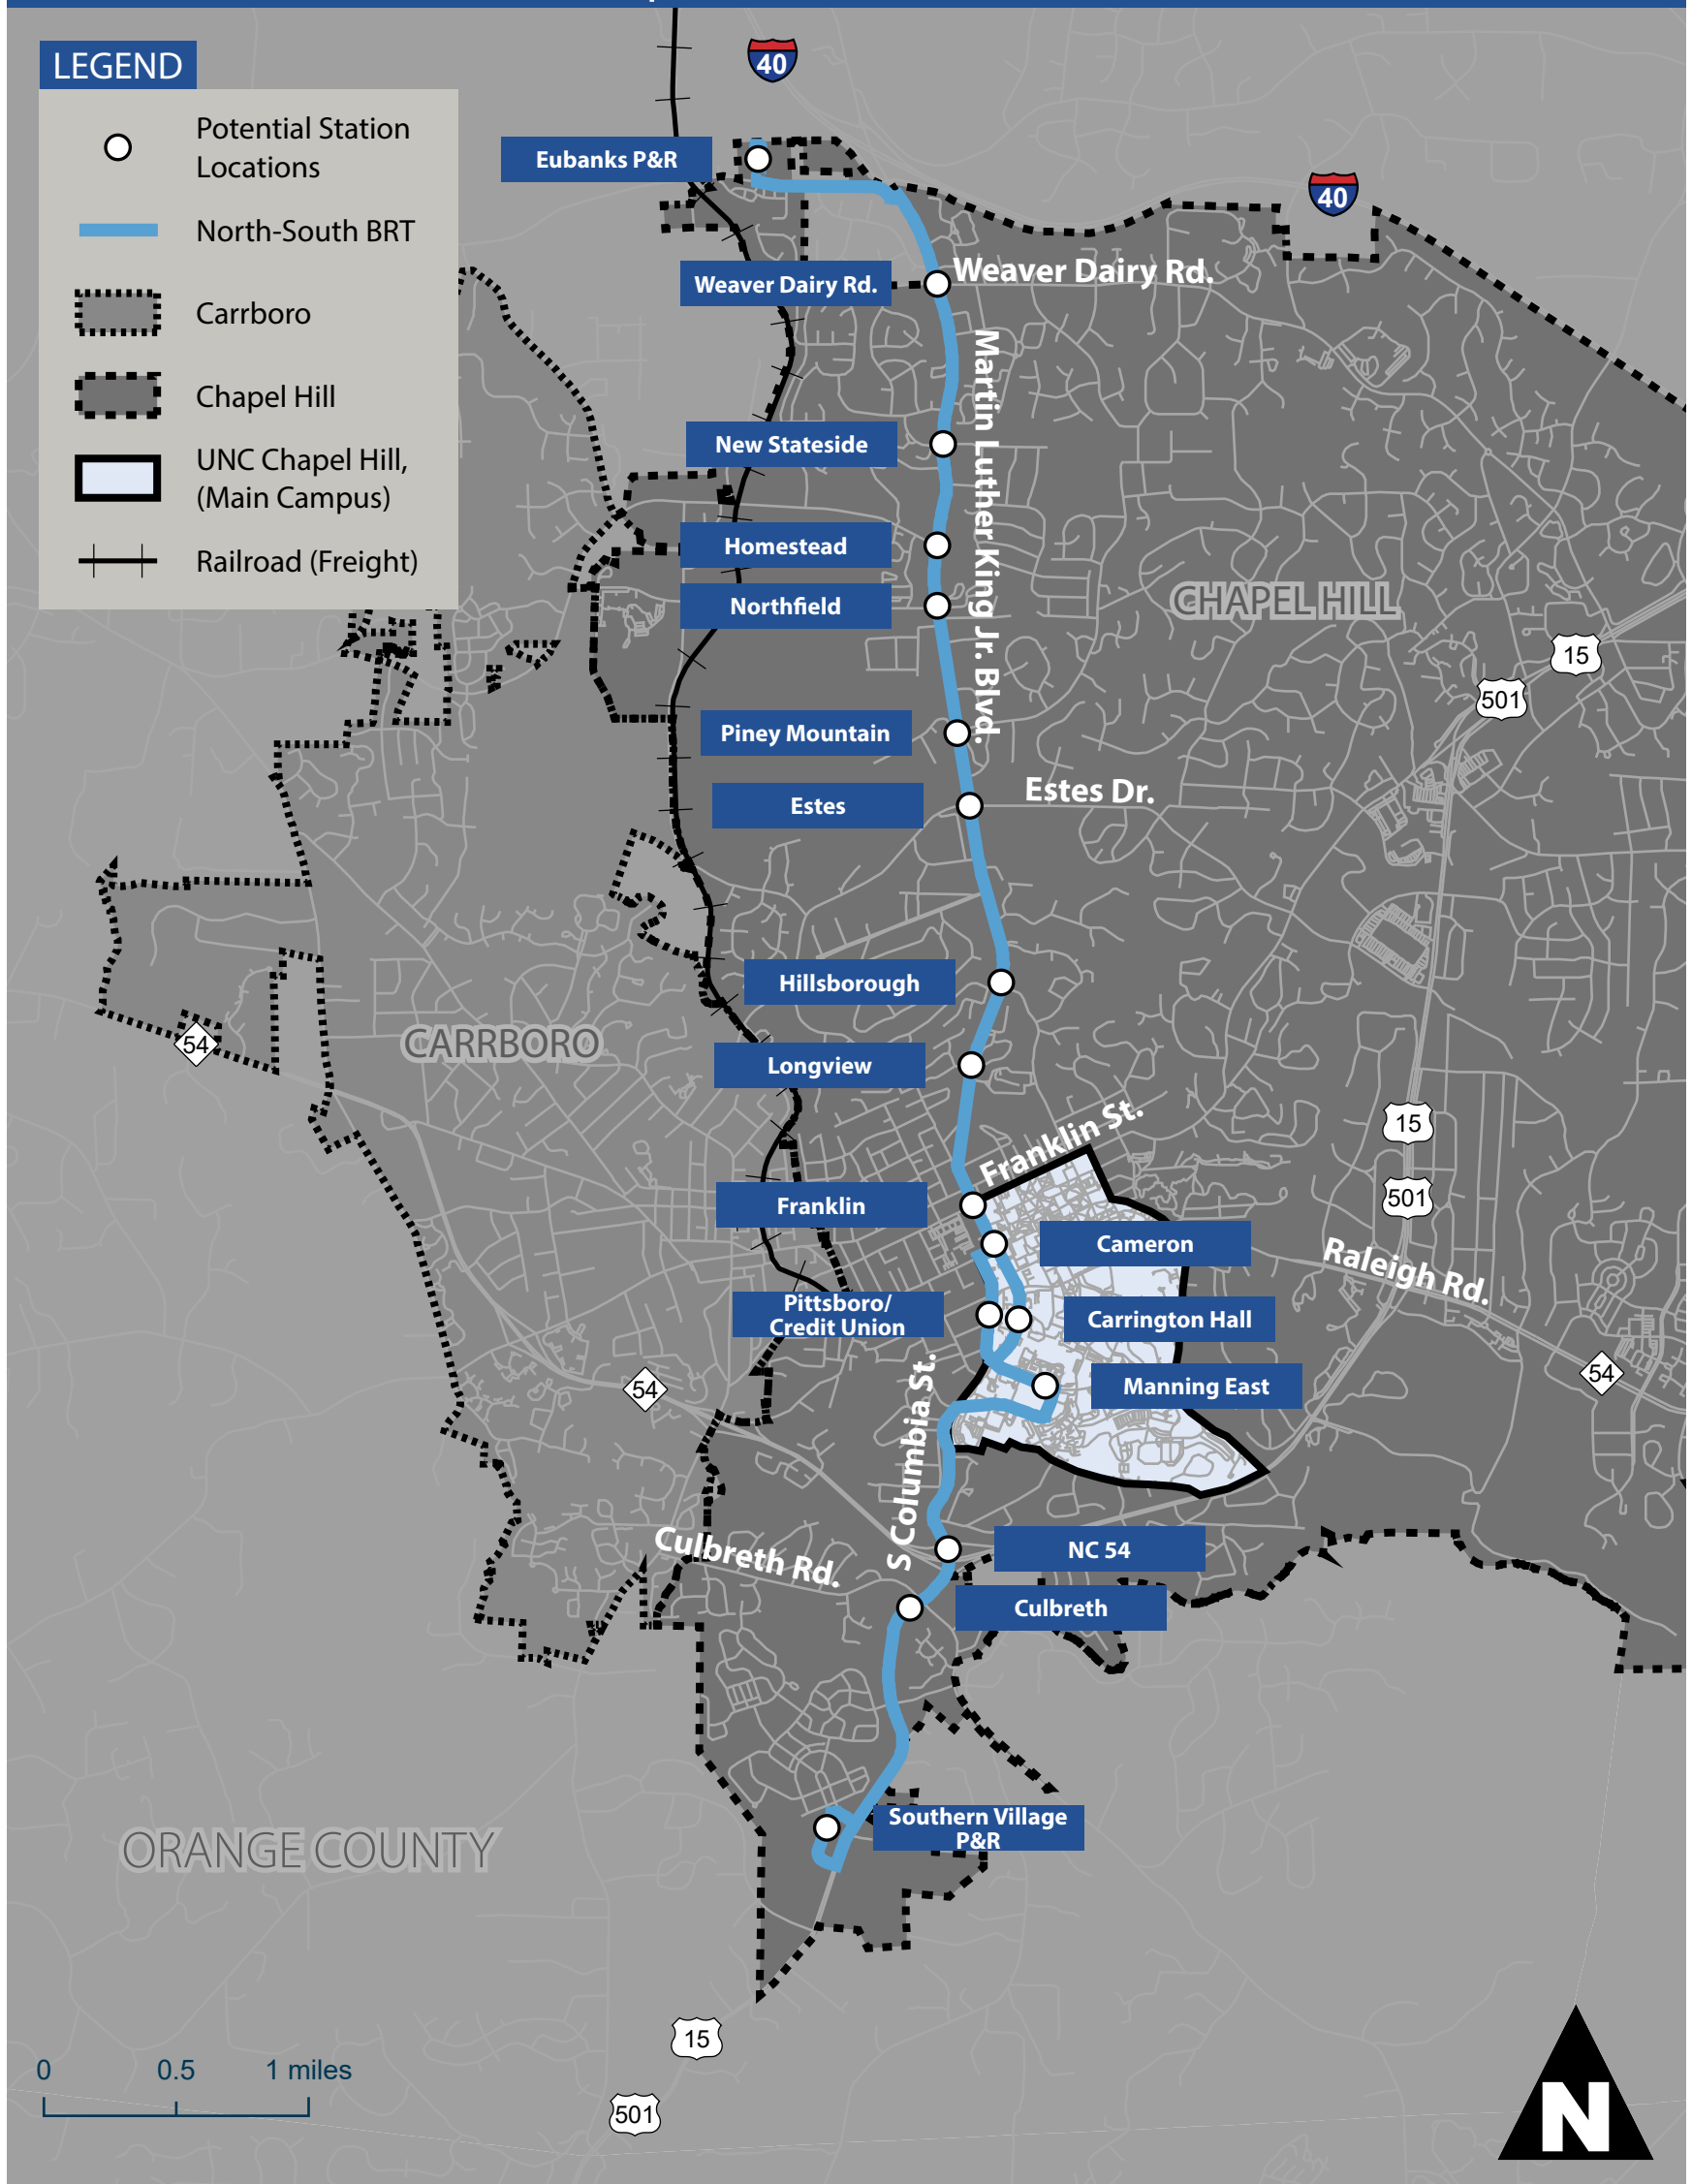 LEGEND
Potential Station
Locations
North-South BRT
Carrboro
Chapel Hill
UNC Chapel Hill,
(Main Campus)
Railroad (Freight)
40
Eubanks P&R
40
Weaver Dairy Rd.
Weaver Dairy Rd.
Martin Luther King Jr. Blvd.
New Stateside
Homestead
Northfield
CHAPEL HILL
15
501
Piney Mountain
Estes
Estes Dr.
Hillsborough
CARRBORO
54
Longview
Franklin St.
15
501
Franklin
Cameron
Raleigh Rd.
Pittsboro/
Credit Union
Carrington Hall
Manning East
54
54
S Columbia St.
Culbreth Rd.
NC 54
Culbreth
Southern Village
P&R
ORANGE COUNTY
15
501
0 0.5 1 miles
N